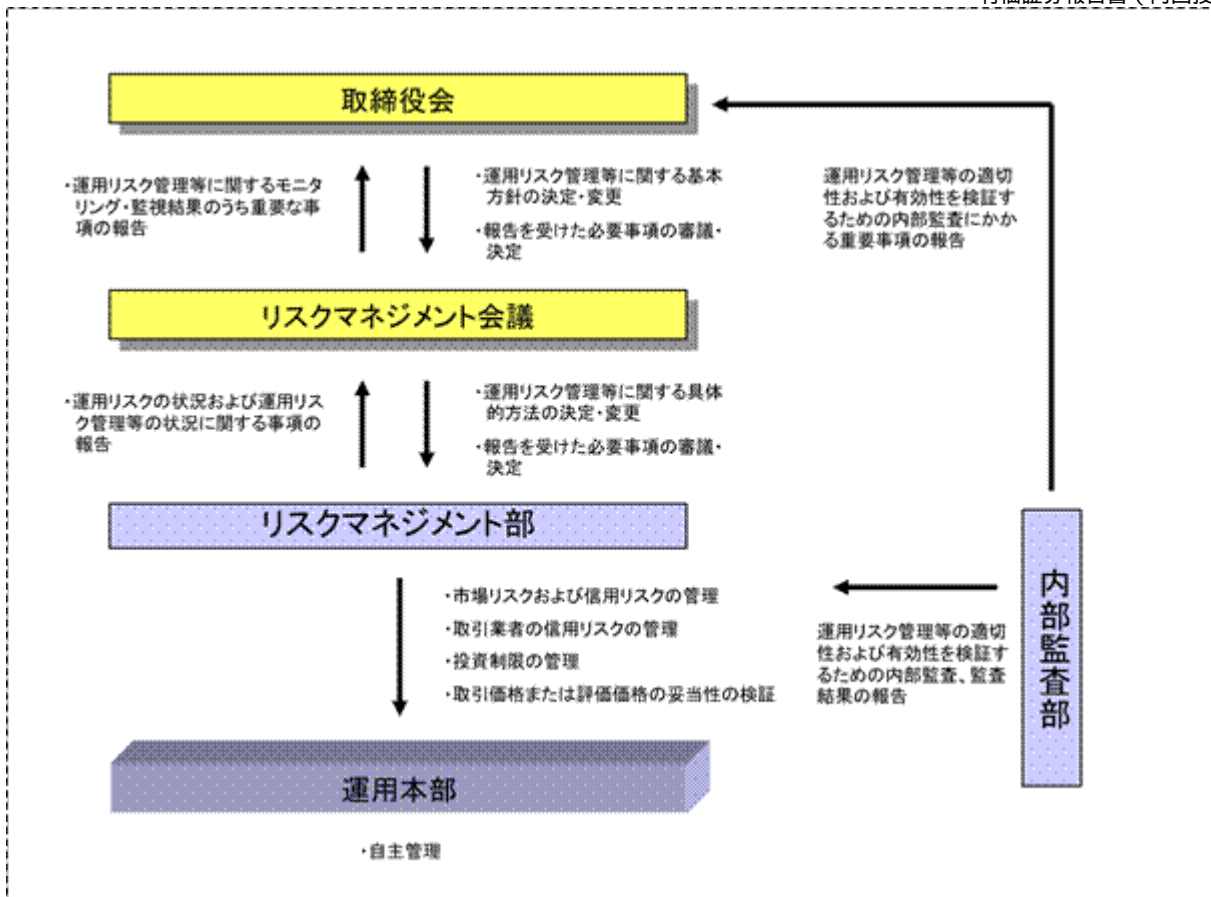 取締役会
・運用リスク管理等に関するモニタ
リング・監視結果のうち重要な事
項の報告
・運用リスク管理等に関する基本
方針の決定・変更
・報告を受けた必要事項の審議・
決定
運用リスク管理等の適切
性および有効性を検証す
るための内部監査にかか
る重要事項の報告
リスクマネジメント会議
・運用リスクの状況および運用リス
ク管理等の状況に関する事項の
報告
・運用リスク管理等に関する具体
的方法の決定・変更
・報告を受けた必要事項の審議・
決定
リスクマネジメント部
・市場リスクおよび信用リスクの管理
・取引業者の信用リスクの管理
・投資制限の管理
・取引価格または評価価格の妥当性の検証
運用リスク管理等の適切
性および有効性を検証す
るための内部監査、監査
結果の報告
内部監査部
運用本部
・自主管理